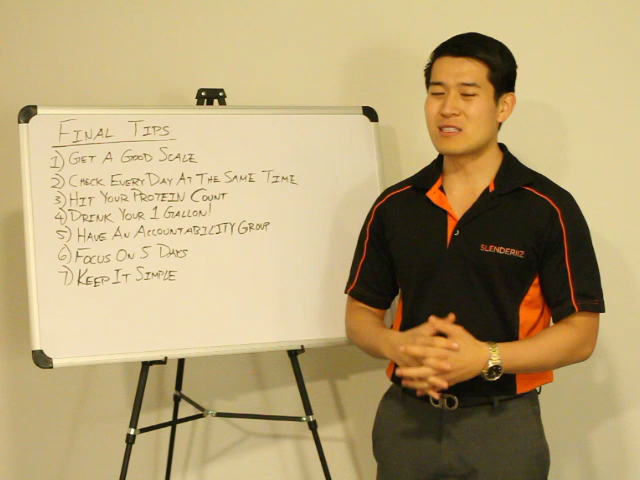 FINAL TIPS
1) GET A GOOD SCALE
2) CHECK EVERY DAY AT THE SAME TIME
3) HIT YOUR PROTEIN COUNT
4) DRINK YOUR 1 GALLON!
5) HAVE AN ACCOUNTABILITY GROUP
6) FOCUS ON 5 DAYS
7) KEEP IT SIMPLE
SLENDERIIZ